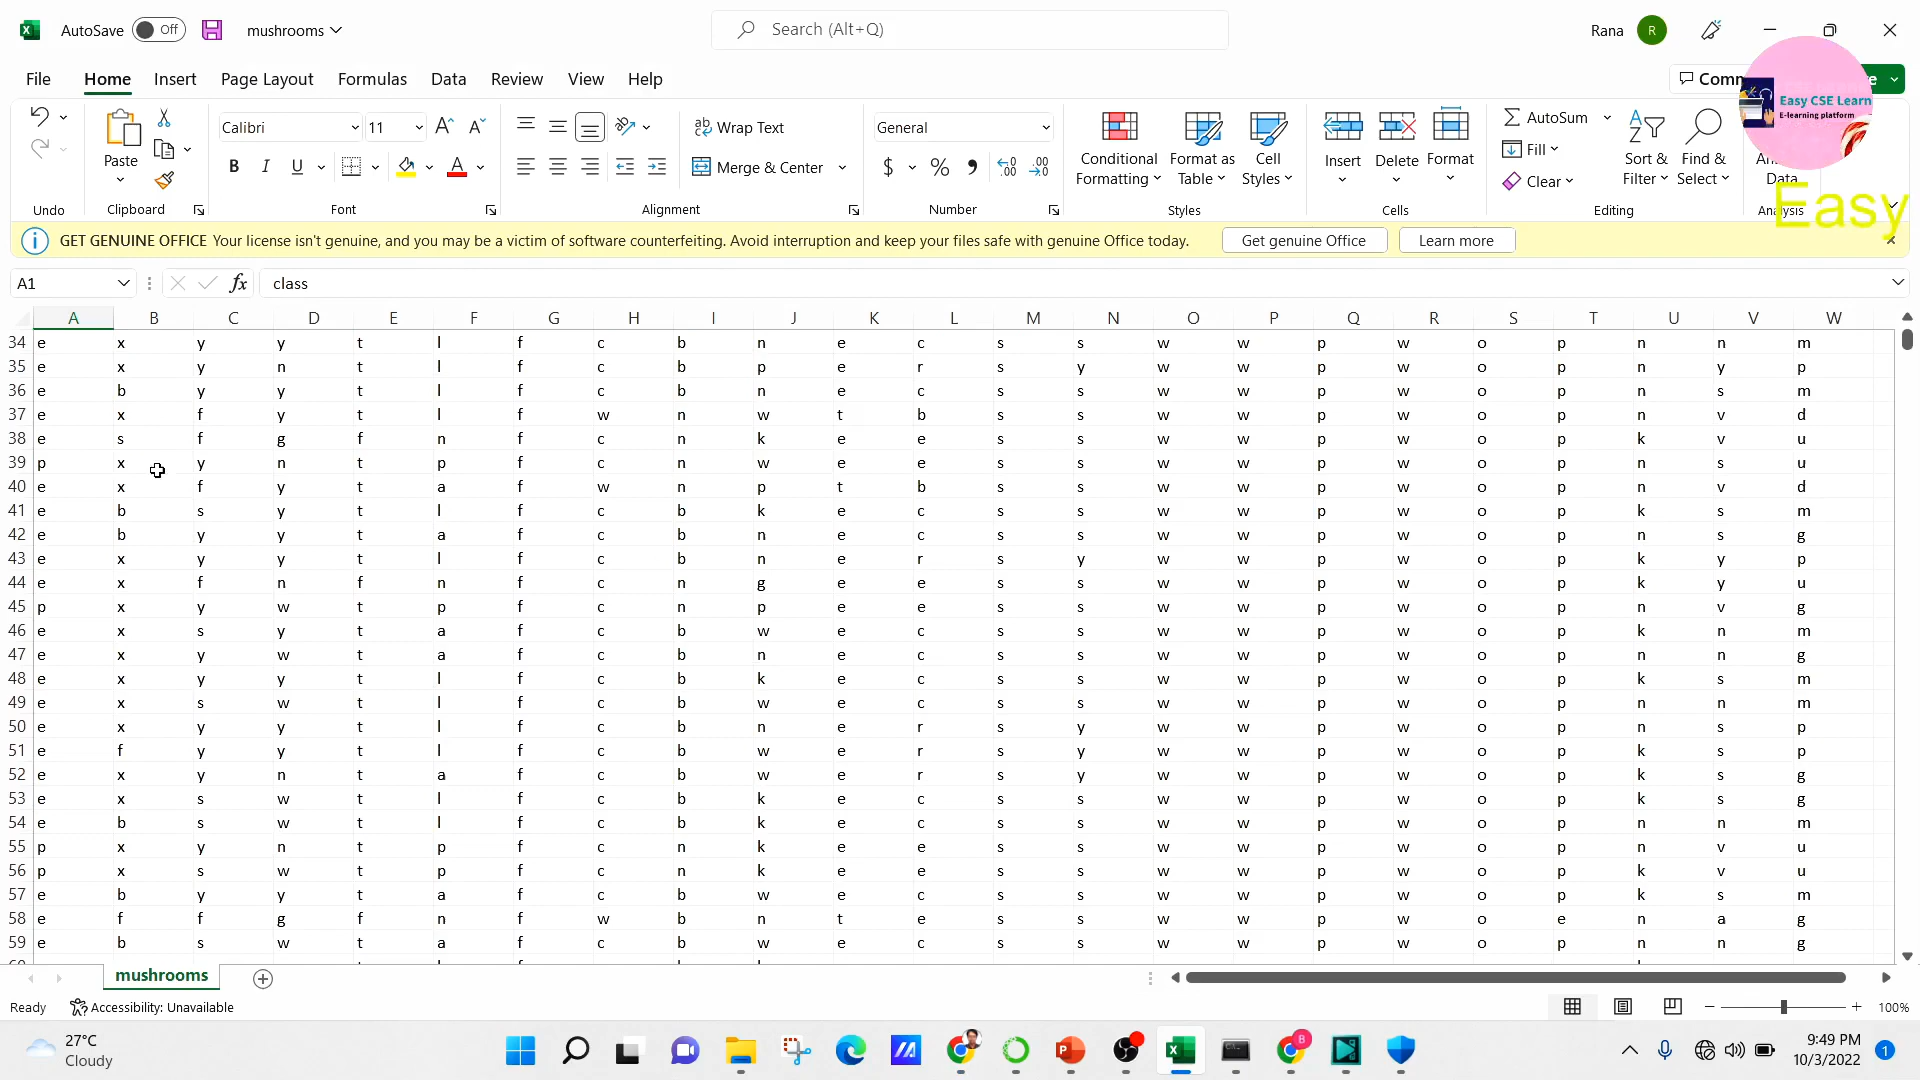 AutoSave Off mushrooms Search (Alt+Q) Rana R
File Home Insert Page Layout Formulas Data Review View Help
Easy CSE Learn
E-learning platform
Easy
Paste Calibri 11 B I U Wrap Text Merge & Center General $ % Conditional Formatting Format as Table Cell Styles Insert Delete Format AutoSum Fill Clear Sort & Filter Find & Select Data
Undo Clipboard Font Alignment Number Styles Cells Editing Analysis
GET GENUINE OFFICE Your license isn't genuine, and you may be a victim of software counterfeiting. Avoid interruption and keep your files safe with genuine Office today. Get genuine Office Learn more
A1 fx class
A B C D E F G H I J K L M N O P Q R S T U V W
34 e x y y t l f c b n e c s s w w p w o p n n m
35 e x y n t l f c b p e r s y w w p w o p n y p
36 e b y y t l f c b n e c s s w w p w o p n s m
37 e x f y t l f w n w t b s s w w p w o p n v d
38 e s f g f n f c n k e e s s w w p w o p k v u
39 p x y n t p f c n w e e s s w w p w o p n s u
40 e x f y t a f w n p t b s s w w p w o p n v d
41 e b s y t l f c b k e c s s w w p w o p k s m
42 e b y y t a f c b n e c s s w w p w o p n s g
43 e x y y t l f c b n e r s y w w p w o p k y p
44 e x f n f n f c n g e e s s w w p w o p k y u
45 p x y w t p f c n p e e s s w w p w o p n v g
46 e x s y t a f c b w e c s s w w p w o p k n m
47 e x y w t a f c b n e c s s w w p w o p n n g
48 e x y y t l f c b k e c s s w w p w o p k s m
49 e x s w t l f c b w e c s s w w p w o p n n m
50 e x y y t l f c b n e r s y w w p w o p n s p
51 e f y y t l f c b w e r s y w w p w o p k s p
52 e x y n t a f c b w e r s y w w p w o p k s g
53 e x s w t l f c b k e c s s w w p w o p k s g
54 e b s w t l f c b k e c s s w w p w o p n n m
55 p x y n t p f c n k e e s s w w p w o p n v u
56 p x s w t p f c n k e e s s w w p w o p k v u
57 e b y y t a f c b w e c s s w w p w o p k s m
58 e f f g f n f w b n t e s s w w p w o e n a g
59 e b s w t a f c b w e c s s w w p w o p n n g
mushrooms
Ready Accessibility: Unavailable 100%
27°C
Cloudy
9:49 PM
10/3/2022 1